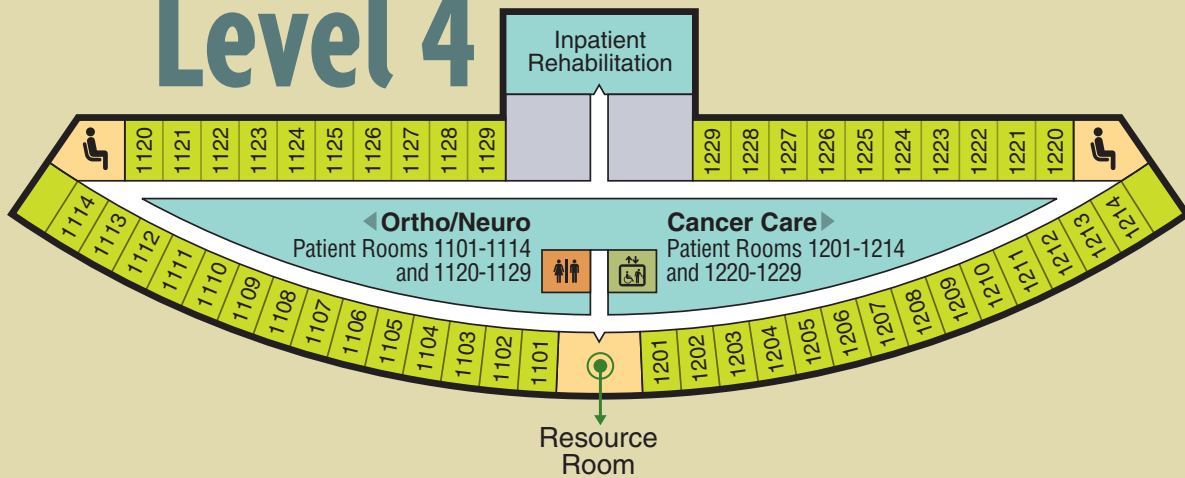 Level 4
Inpatient
Rehabilitation
1120 1121 1122 1123 1124 1125 1126 1127 1128 1129
1229 1228 1227 1226 1225 1224 1223 1222 1221 1220
Ortho/Neuro
Patient Rooms 1101-1114
and 1120-1129
Cancer Care
Patient Rooms 1201-1214
and 1220-1229
1114 1113 1112 1111 1110 1109 1108 1107 1106 1105 1104 1103 1102 1101
1201 1202 1203 1204 1205 1206 1207 1208 1209 1210 1211 1212 1213 1214
Resource
Room